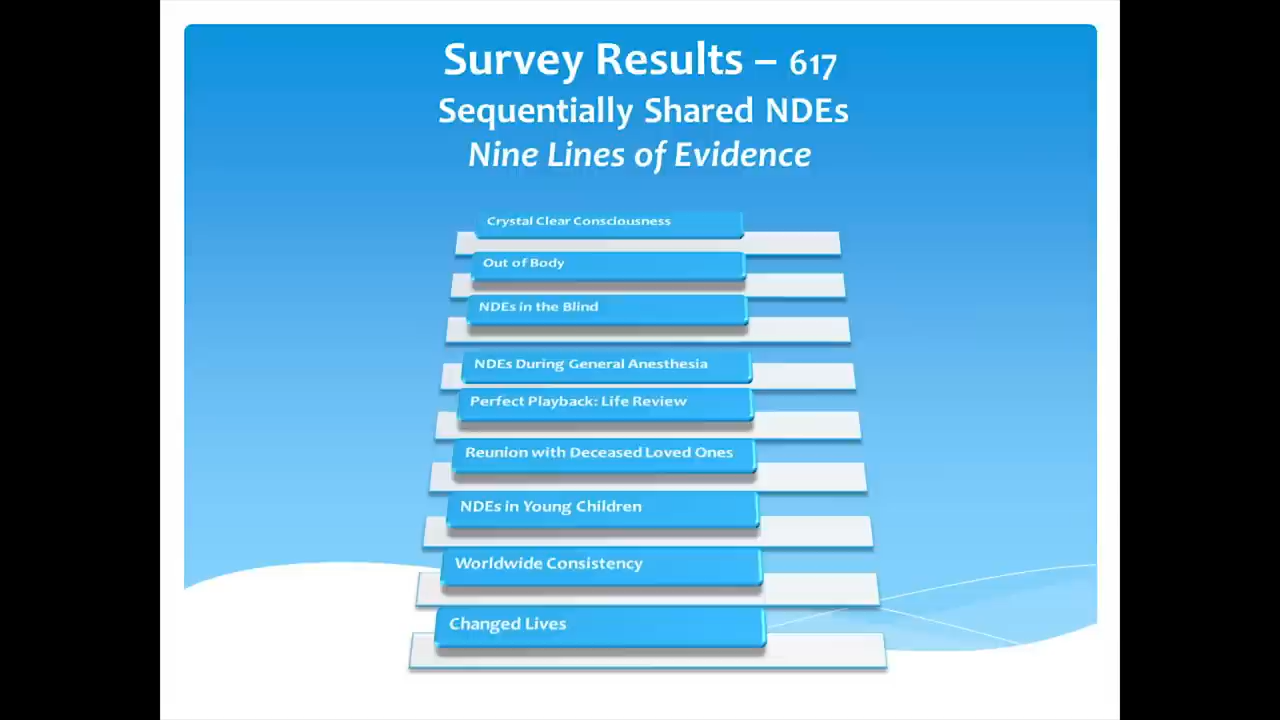 Survey Results – 617
Sequentially Shared NDEs
Nine Lines of Evidence
Crystal Clear Consciousness
Out of Body
NDEs in the Blind
NDEs During General Anesthesia
Perfect Playback: Life Review
Reunion with Deceased Loved Ones
NDEs in Young Children
Worldwide Consistency
Changed Lives